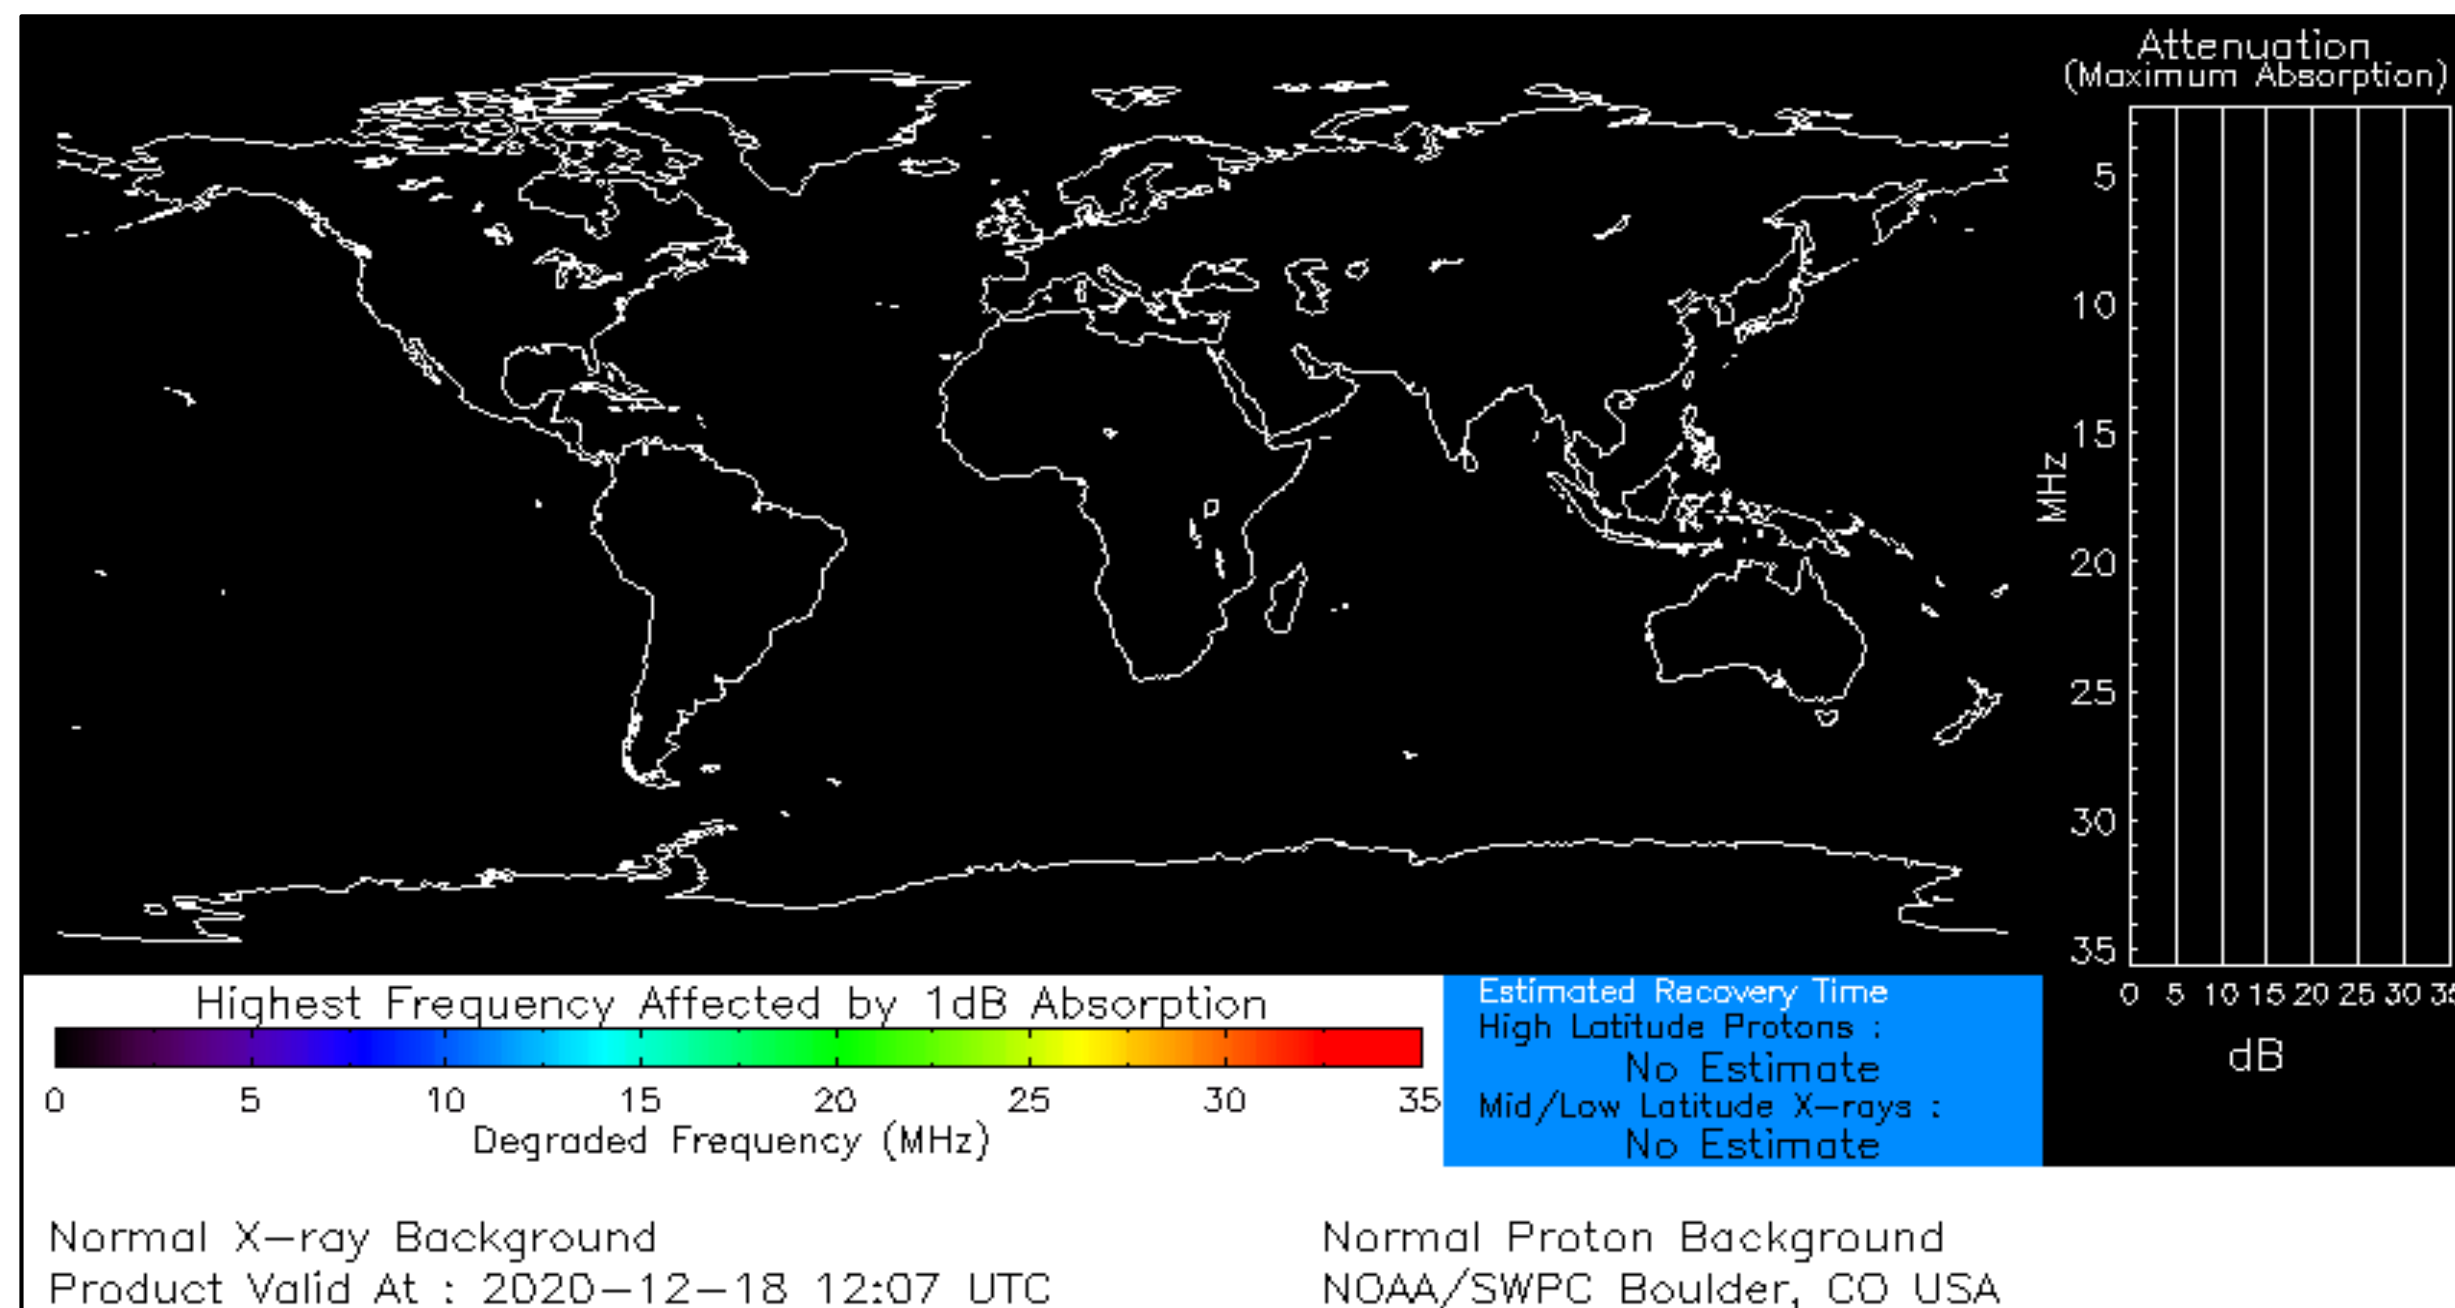 Attenuation
(Maximum Absorption)
5
10
15
20
25
30
35
MHz
0 5 10 15 20 25 30 35
dB
Highest Frequency Affected by 1dB Absorption
0 5 10 15 20 25 30 35
Degraded Frequency (MHz)
Estimated Recovery Time
High Latitude Protons :
No Estimate
Mid/Low Latitude X-rays :
No Estimate
Normal X-ray Background
Normal Proton Background
Product Valid At : 2020-12-18 12:07 UTC
NOAA/SWPC Boulder, CO USA